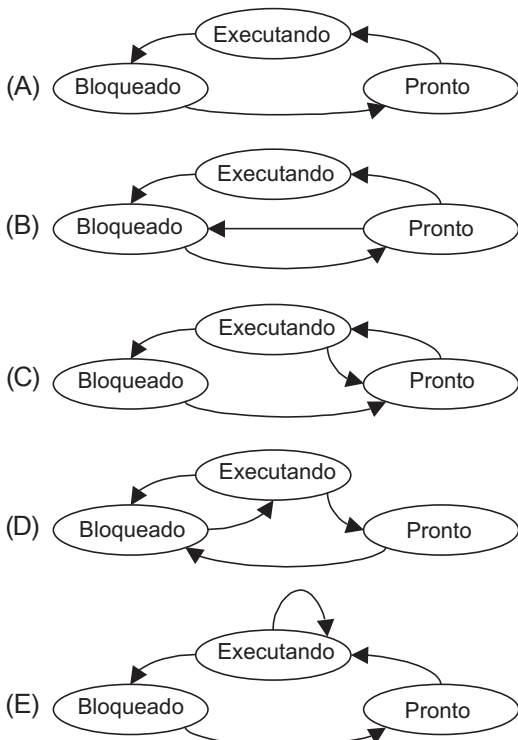 Executando
(A) Bloqueado Pronto
Executando
(B) Bloqueado Pronto
Executando
(C) Bloqueado Pronto
Executando
(D) Bloqueado Pronto
Executando
(E) Bloqueado Pronto